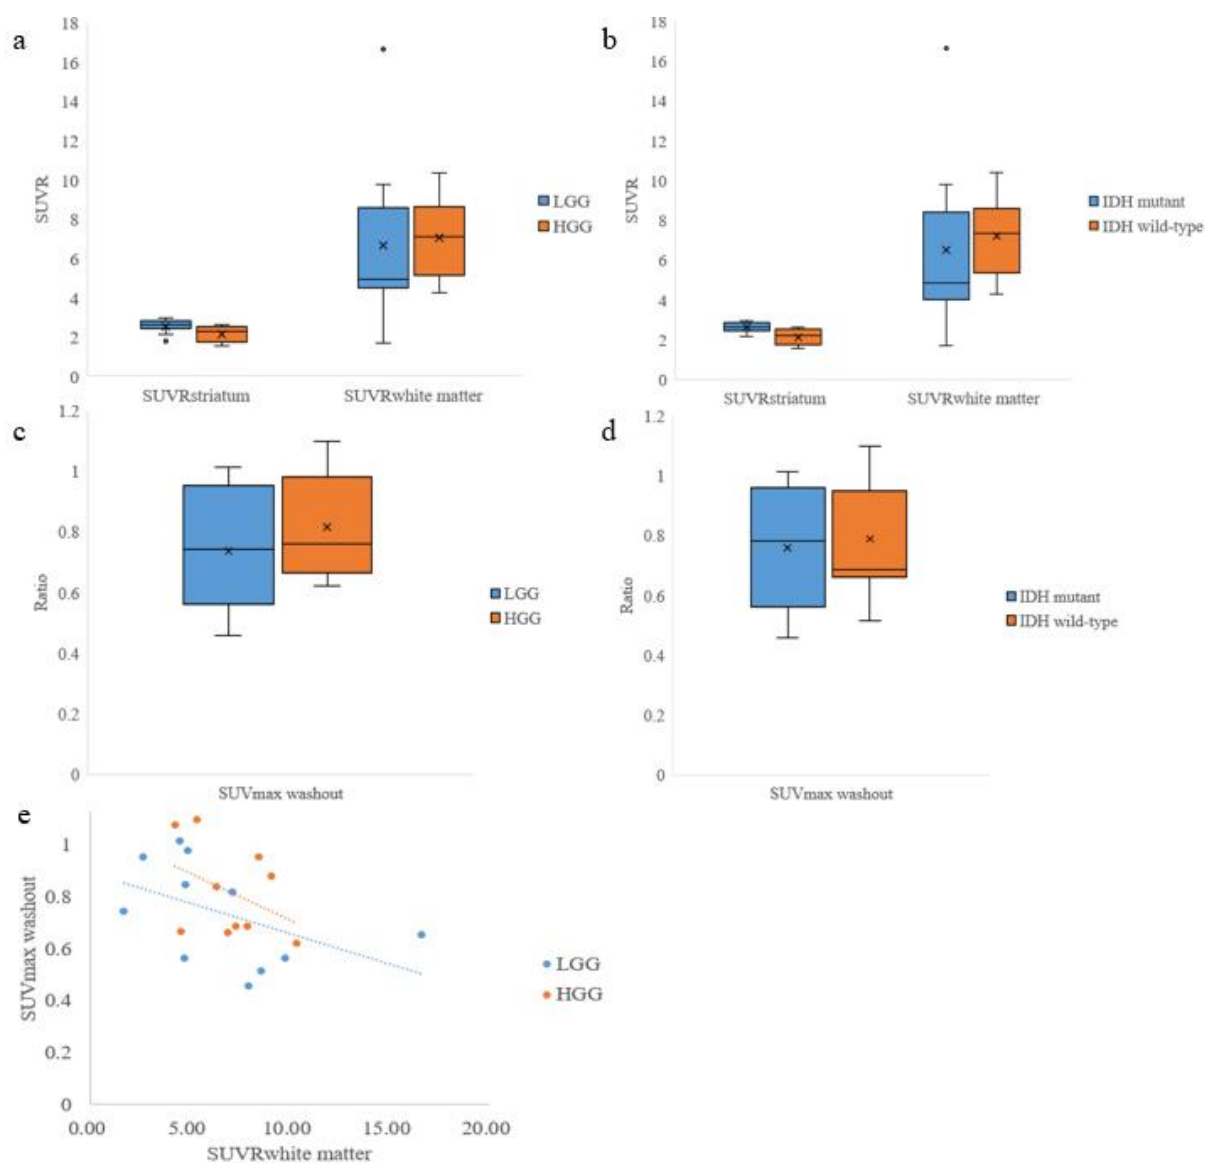 a
18
16
14
12
10
8
6
4
2
0
SUVR
SUVRstriatum
SUVRwhite matter
LGG
HGG
b
18
16
14
12
10
8
6
4
2
0
SUVR
SUVRstriatum
SUVRwhite matter
IDH mutant
IDH wild-type
c
1.2
1
0.8
0.6
0.4
0.2
0
Ratio
SUVmax washout
LGG
HGG
d
1.2
1
0.8
0.6
0.4
0.2
0
Ratio
SUVmax washout
IDH mutant
IDH wild-type
e
1
0.8
0.6
0.4
0.2
0
SUVmax washout
0.00 5.00 10.00 15.00 20.00
SUVRwhite matter
LGG
HGG